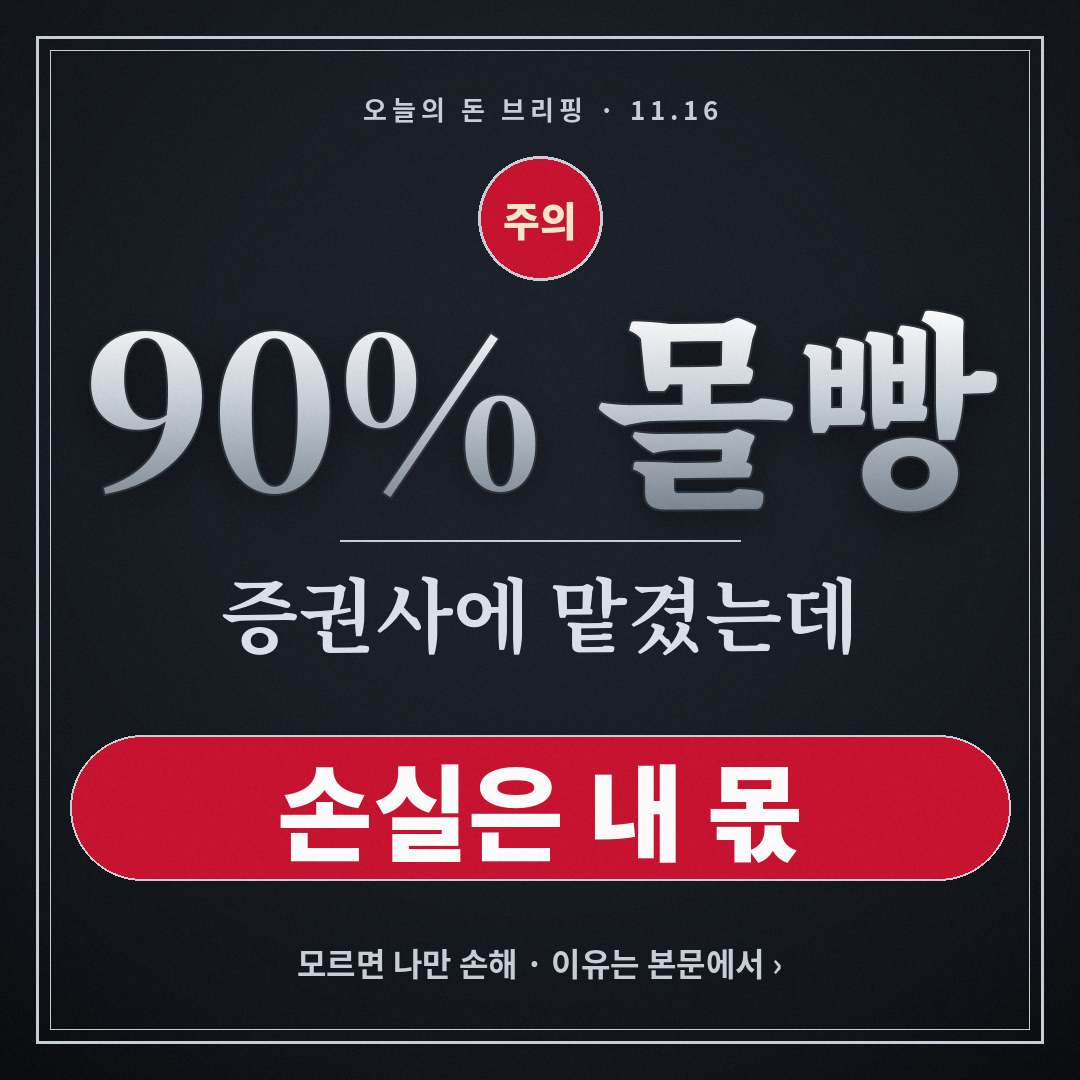 오늘의 돈 브리핑 · 11.16
주의
90% 몰빵
증권사에 맡겼는데
손실은 내 몫
모르면 나만 손해 · 이유는 본문에서 ›